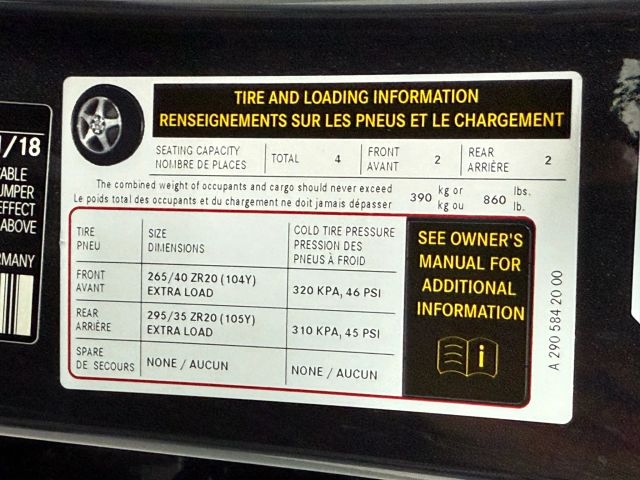 TIRE AND LOADING INFORMATION
RENSEIGNEMENTS SUR LES PNEUS ET LE CHARGEMENT
SEATING CAPACITY
NOMBRE DE PLACES
TOTAL 4
FRONT
AVANT
2
REAR
ARRIÈRE
2
The combined weight of occupants and cargo should never exceed
Le poids total des occupants et du chargement ne doit jamais dépasser
390 kg or
kg ou
860 lbs.
lb.
TIRE
PNEU
SIZE
DIMENSIONS
COLD TIRE PRESSURE
PRESSION DES
PNEUS À FROID
FRONT
AVANT
265/40 ZR20 (104Y)
EXTRA LOAD
320 KPA, 46 PSI
REAR
ARRIÈRE
295/35 ZR20 (105Y)
EXTRA LOAD
310 KPA, 45 PSI
SPARE
DE SECOURS
NONE / AUCUN
NONE / AUCUN
SEE OWNER'S
MANUAL FOR
ADDITIONAL
INFORMATION
i
A 290 584 20 00
/18
ABOVE